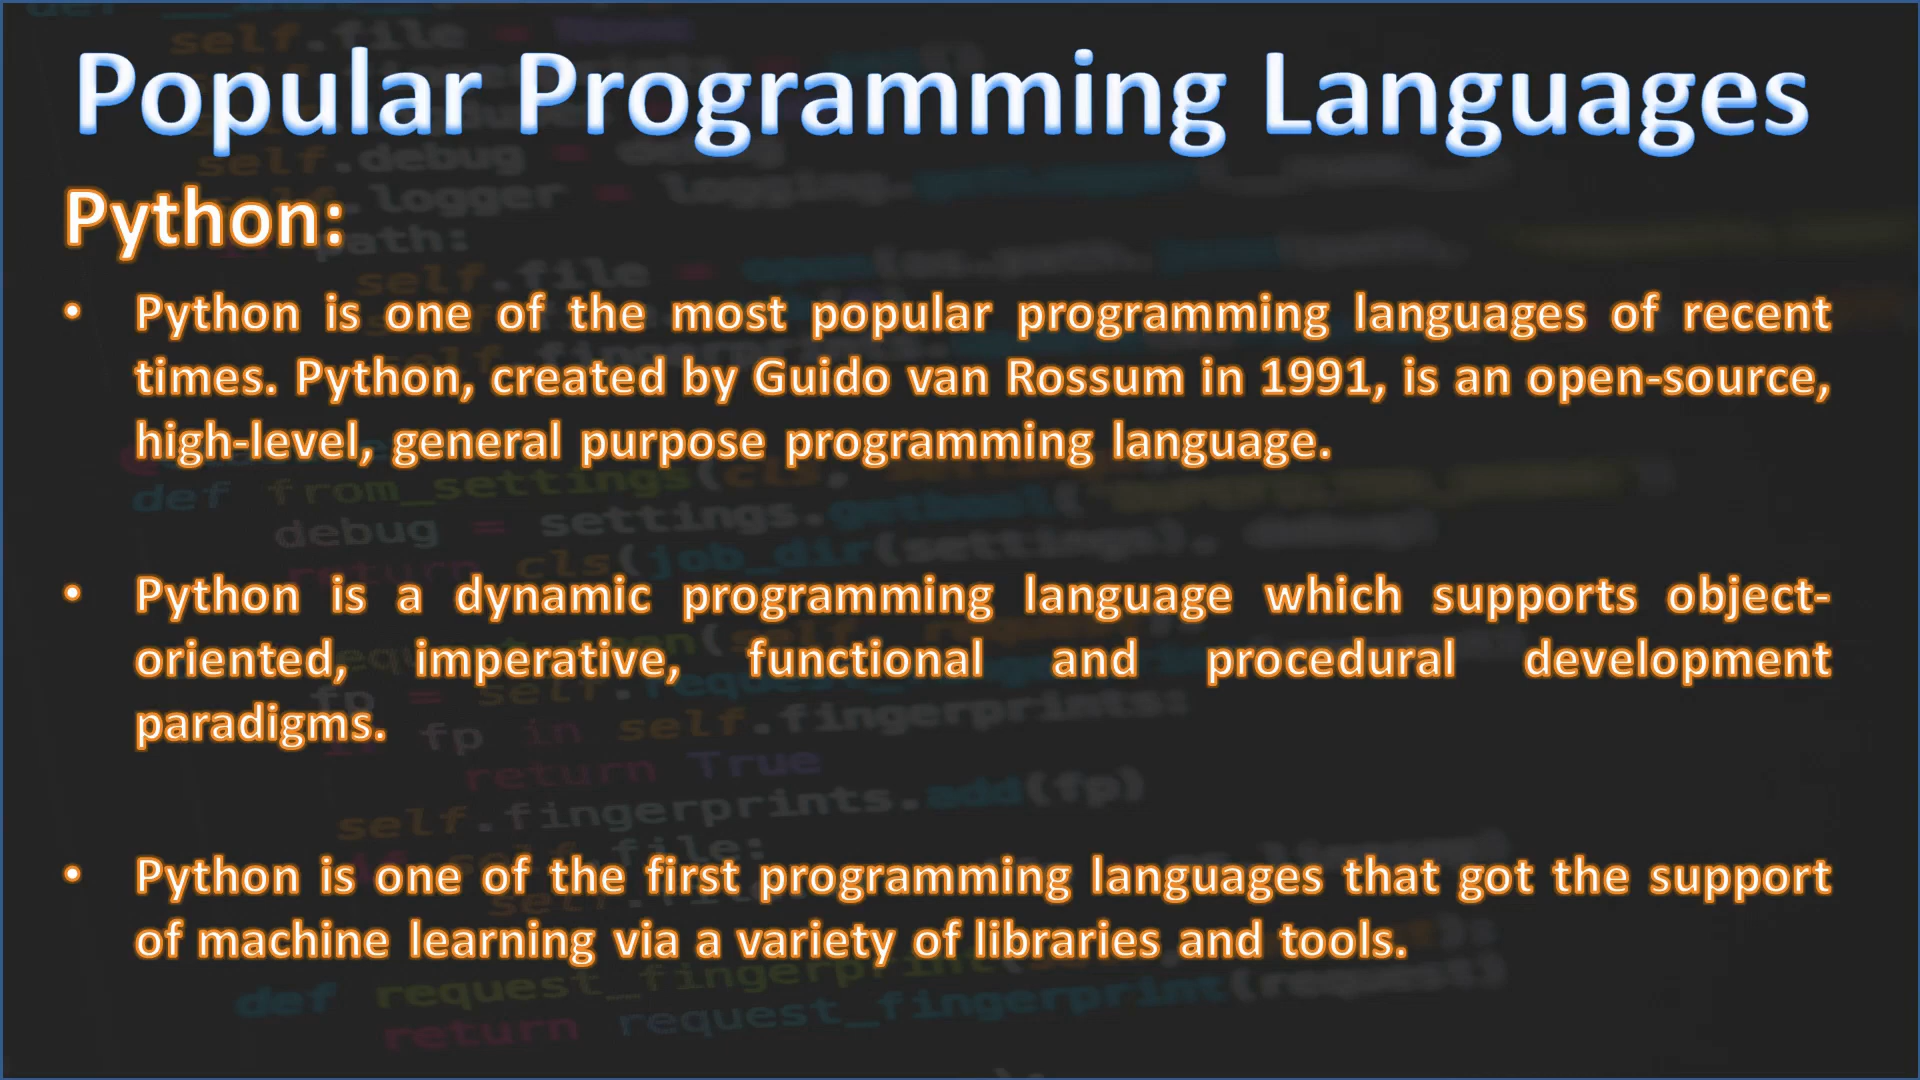 Popular Programming Languages
Python:
• Python is one of the most popular programming languages of recent
times. Python, created by Guido van Rossum in 1991, is an open-source,
high-level, general purpose programming language.
• Python is a dynamic programming language which supports object-
oriented, imperative, functional and procedural development
paradigms.
• Python is one of the first programming languages that got the support
of machine learning via a variety of libraries and tools.